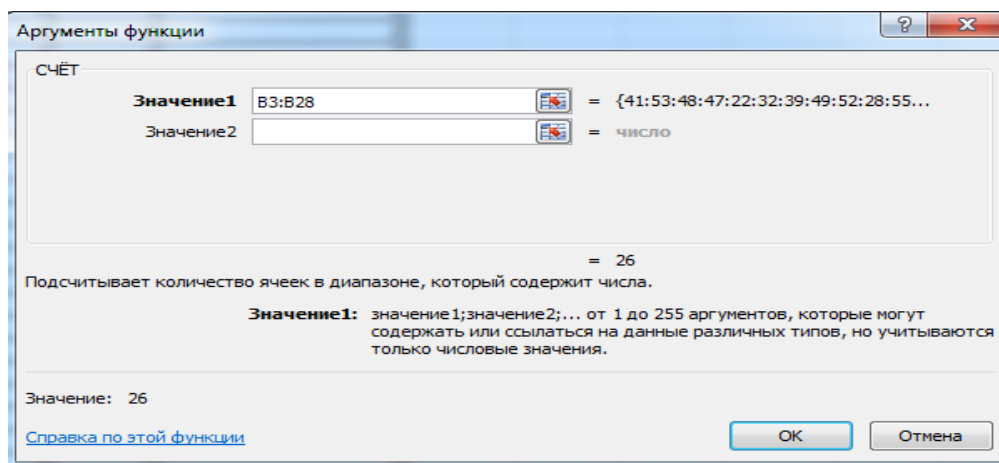 Аргументы функции
СЧЁТ
Значение1 B3:B28 = {41:53:48:47:22:32:39:49:52:28:55...
Значение2 = число
= 26
Подсчитывает количество ячеек в диапазоне, который содержит числа.
Значение1: значение1;значение2;... от 1 до 255 аргументов, которые могут
содержать или ссылаться на данные различных типов, но учитываются
только числовые значения.
Значение: 26
Справка по этой функции
ОК
Отмена